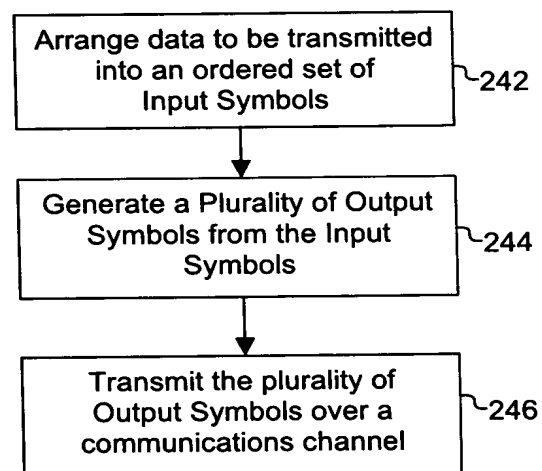 Arrange data to be transmitted
into an ordered set of
Input Symbols
242
Generate a Plurality of Output
Symbols from the Input
Symbols
244
Transmit the plurality of
Output Symbols over a
communications channel
246